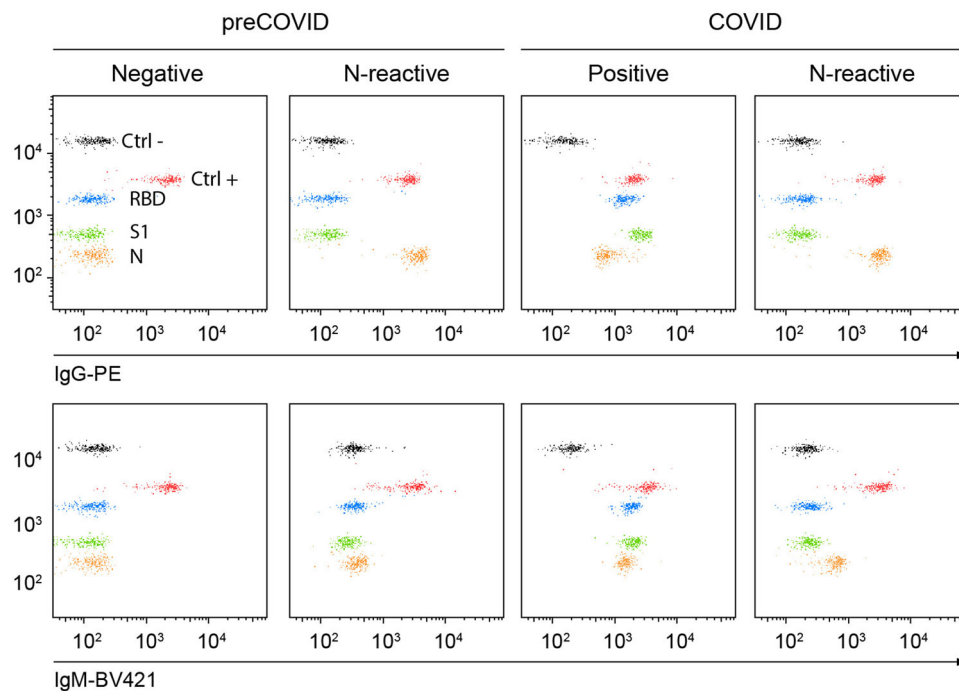 preCOVID COVID
Negative N-reactive Positive N-reactive
Ctrl -
10⁴
Ctrl +
RBD
10³
S1
N
10²
10² 10³ 10⁴ 10² 10³ 10⁴ 10² 10³ 10⁴ 10² 10³ 10⁴
IgG-PE
10⁴
10³
10²
10² 10³ 10⁴ 10² 10³ 10⁴ 10² 10³ 10⁴ 10² 10³ 10⁴
IgM-BV421